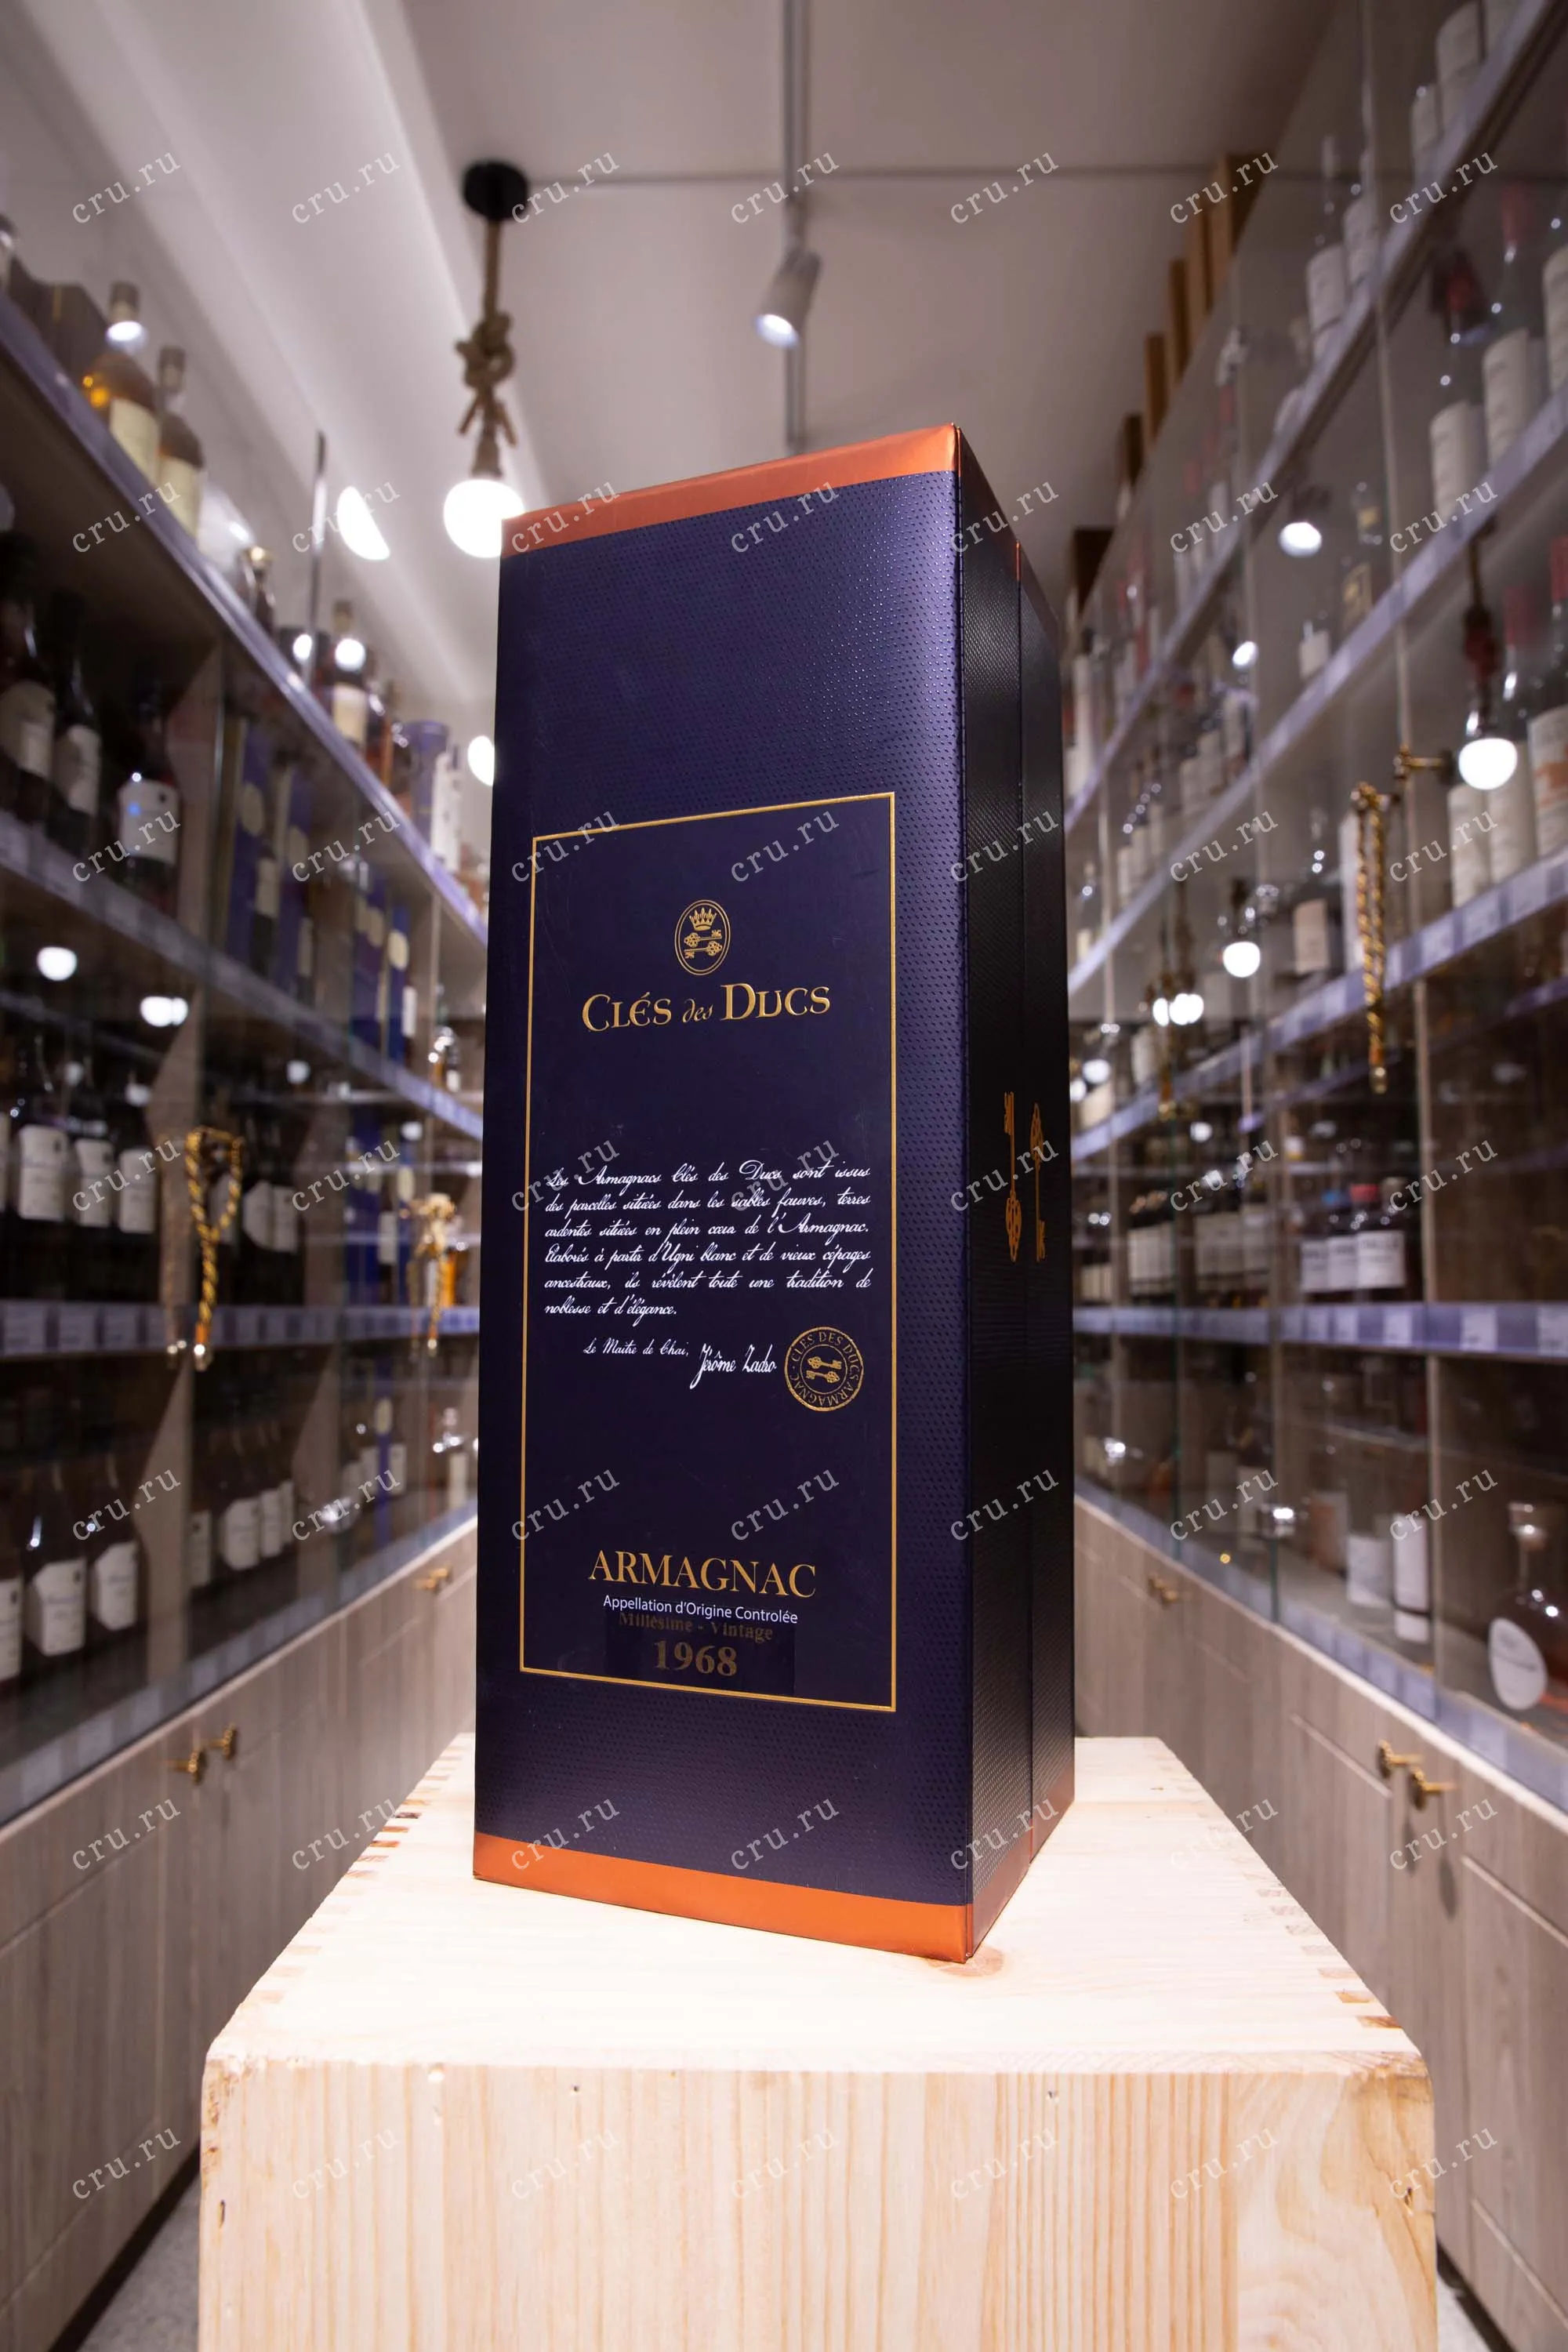 CLÉS des DUCS
Les Armagnacs Clés des Ducs sont issus
des parcelles situées dans les sables fauves, terres
ardentes situées en plein cœur de l'Armagnac.
Élaborés à partir d'Ugni blanc et de vieux cépages
ancestraux, ils révèlent toute une tradition de
noblesse et d'élégance.
Le Maître de Chai, Jérôme Zadro
CLES DES DUCS ARMAGNAC
ARMAGNAC
Appellation d'Origine Controlée
Millésime - Vintage
1968
cru.ru